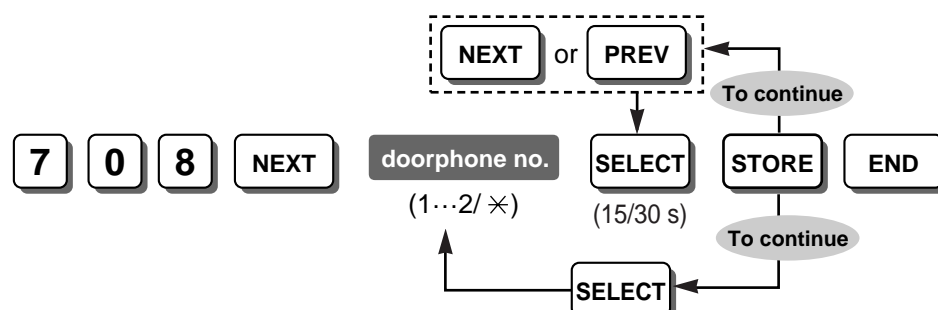 NEXT or PREV
To continue
7 0 8 NEXT doorphone no. SELECT STORE END
(1···2/ ✳) (15/30 s)
To continue
SELECT